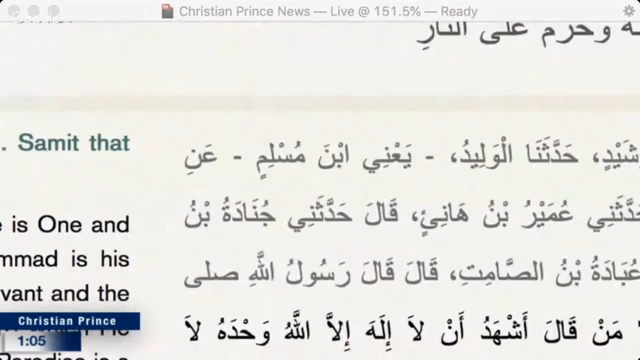 Christian Prince News — Live @ 151.5% — Ready
وحرم على النار
. Samit that
شَيْدٍ، حَدَّثَنَا الْوَلِيدُ، - يَعْنِي ابْنَ مُسْلِمٍ - عَنِ
حَدَّثَنِي عُمَيْرُ بْنُ هَانِئٍ، قَالَ حَدَّثَنِي جُنَادَةُ بْنُ
عُبَادَةُ بْنُ الصَّامِتِ، قَالَ قَالَ رَسُولُ اللَّهِ صلى
" مَنْ قَالَ أَشْهَدُ أَنْ لاَ إِلَهَ إِلاَّ اللَّهُ وَحْدَهُ لاَ
e is One and
mmad is his
vant and the
Christian Prince
1:05